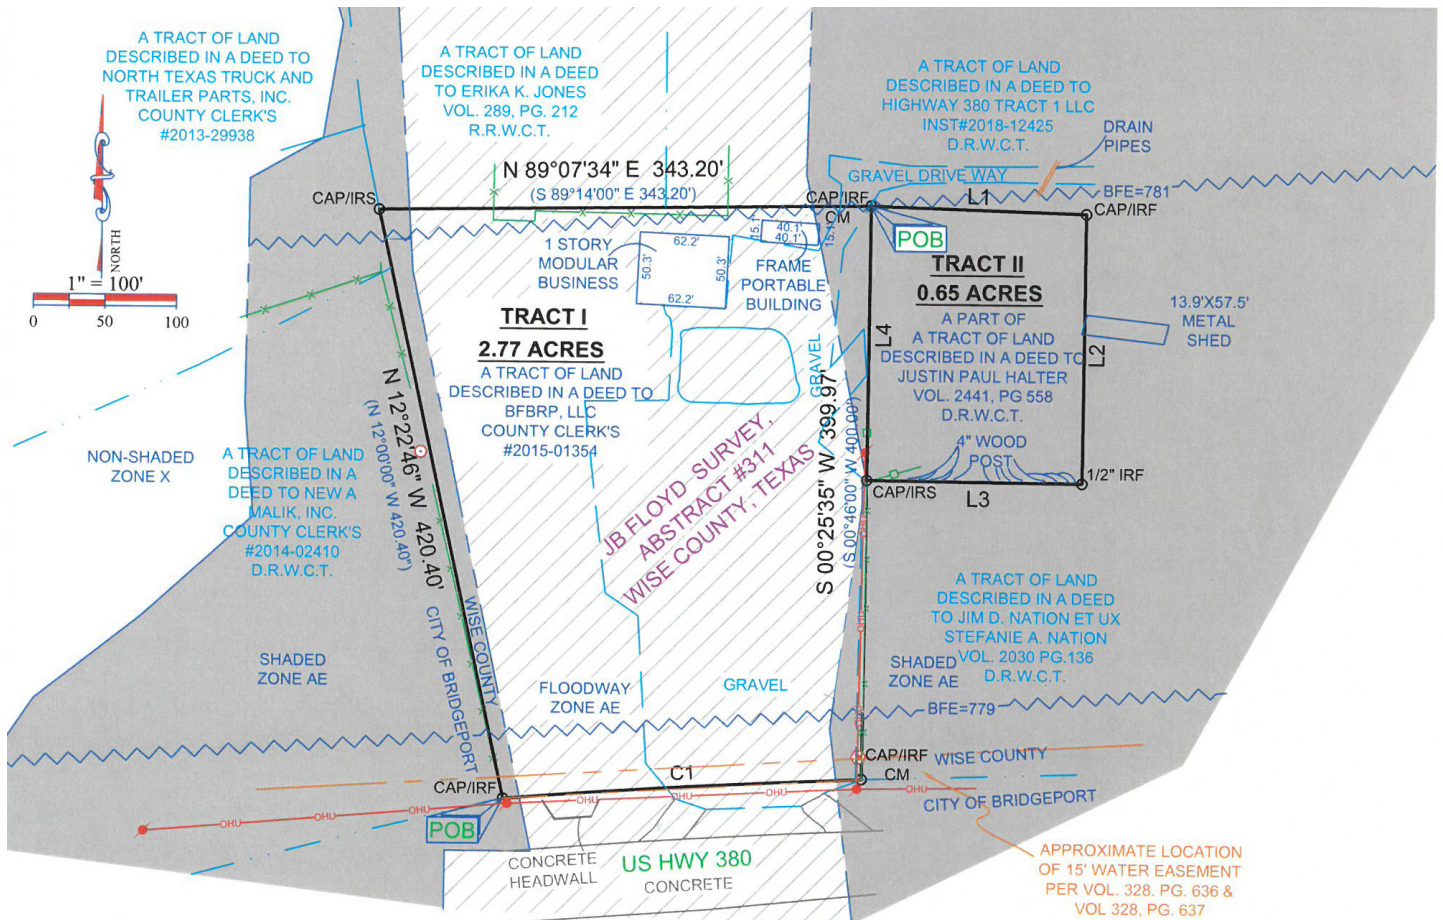 A TRACT OF LAND
DESCRIBED IN A DEED TO
NORTH TEXAS TRUCK AND
TRAILER PARTS, INC.
COUNTY CLERK'S
#2013-29938
A TRACT OF LAND
DESCRIBED IN A DEED
TO ERIKA K. JONES
VOL. 289, PG. 212
R.R.W.C.T.
A TRACT OF LAND
DESCRIBED IN A DEED TO
HIGHWAY 380 TRACT 1 LLC
INST#2018-12425
D.R.W.C.T.
DRAIN
PIPES
GRAVEL DRIVE WAY
BFE=781
L1
N 89°07'34" E 343.20'
(S 89°14'00" E 343.20')
CAP/IRS
CAP/IRF
CM
CAP/IRF
POB
NORTH
1" = 100'
0 50 100
1 STORY
MODULAR
BUSINESS
62.2'
50.3'
50.3'
62.2'
15.1'
40.1'
40.1'
15.1'
FRAME
PORTABLE
BUILDING
TRACT II
0.65 ACRES
A PART OF
A TRACT OF LAND
DESCRIBED IN A DEED TO
JUSTIN PAUL HALTER
VOL. 2441, PG 558
D.R.W.C.T.
L4
L2
13.9'X57.5'
METAL
SHED
TRACT I
2.77 ACRES
A TRACT OF LAND
DESCRIBED IN A DEED TO
BFBRP, LLC
COUNTY CLERK'S
#2015-01354
GRAVEL
N 12°22'46" W 420.40'
(N 12°00'00" W 420.40")
S 00°25'35" W 399.97'
(S 00°46'00" W 400.00')
4" WOOD
POST
1/2" IRF
CAP/IRS
L3
JB FLOYD SURVEY,
ABSTRACT #311
WISE COUNTY, TEXAS
NON-SHADED
ZONE X
A TRACT OF LAND
DESCRIBED IN A
DEED TO NEW A
MALIK, INC.
COUNTY CLERK'S
#2014-02410
D.R.W.C.T.
A TRACT OF LAND
DESCRIBED IN A DEED
TO JIM D. NATION ET UX
STEFANIE A. NATION
VOL. 2030 PG.136
D.R.W.C.T.
OHU
WISE COUNTY
CITY OF BRIDGEPORT
SHADED
ZONE AE
FLOODWAY
ZONE AE
GRAVEL
SHADED
ZONE AE
BFE=779
OHU
CAP/IRF
CM
WISE COUNTY
CITY OF BRIDGEPORT
C1
CAP/IRF
OHU
OHU
OHU
OHU
OHU
OHU
OHU
POB
CONCRETE
HEADWALL
US HWY 380
CONCRETE
APPROXIMATE LOCATION
OF 15' WATER EASEMENT
PER VOL. 328. PG. 636 &
VOL 328, PG. 637